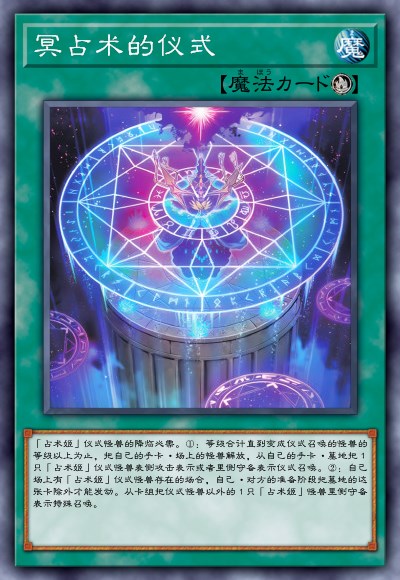 冥占术的仪式
魔
【魔法カード】
まほう
「占术姬」仪式怪兽的降临必需。①：等级合计直到变成仪式召唤的怪兽的
等级以上为止，把自己的手卡·场上的怪兽解放，从自己的手卡·墓地把1
只「占术姬」仪式怪兽表侧攻击表示或者里侧守备表示仪式召唤。②：自己
场上有「占术姬」仪式怪兽存在的场合，自己·对方的准备阶段把墓地的这
张卡除外才能发动。从卡组把仪式怪兽以外的1只「占术姬」怪兽里侧守备
表示特殊召唤。